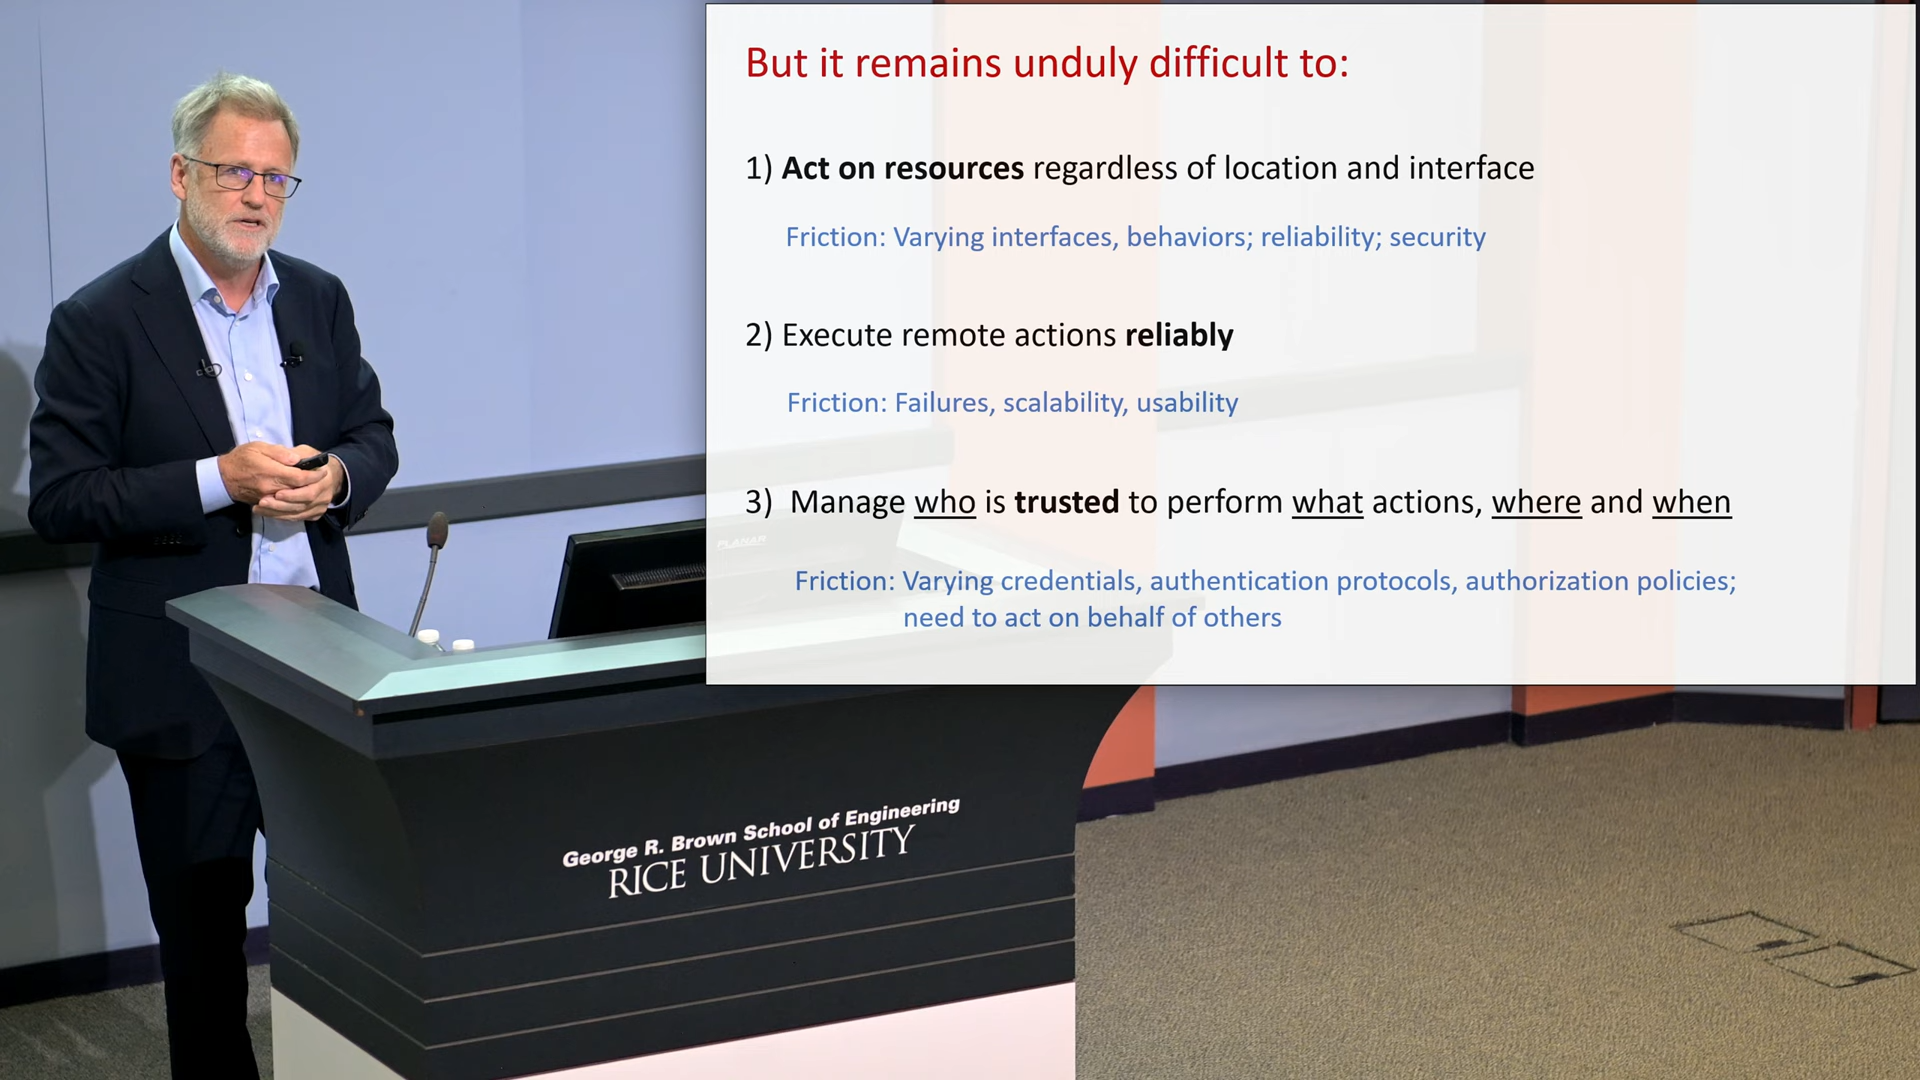 But it remains unduly difficult to:
1) Act on resources regardless of location and interface
Friction: Varying interfaces, behaviors; reliability; security
2) Execute remote actions reliably
Friction: Failures, scalability, usability
3) Manage who is trusted to perform what actions, where and when
Friction: Varying credentials, authentication protocols, authorization policies;
need to act on behalf of others
PLANAR
George R. Brown School of Engineering
RICE UNIVERSITY